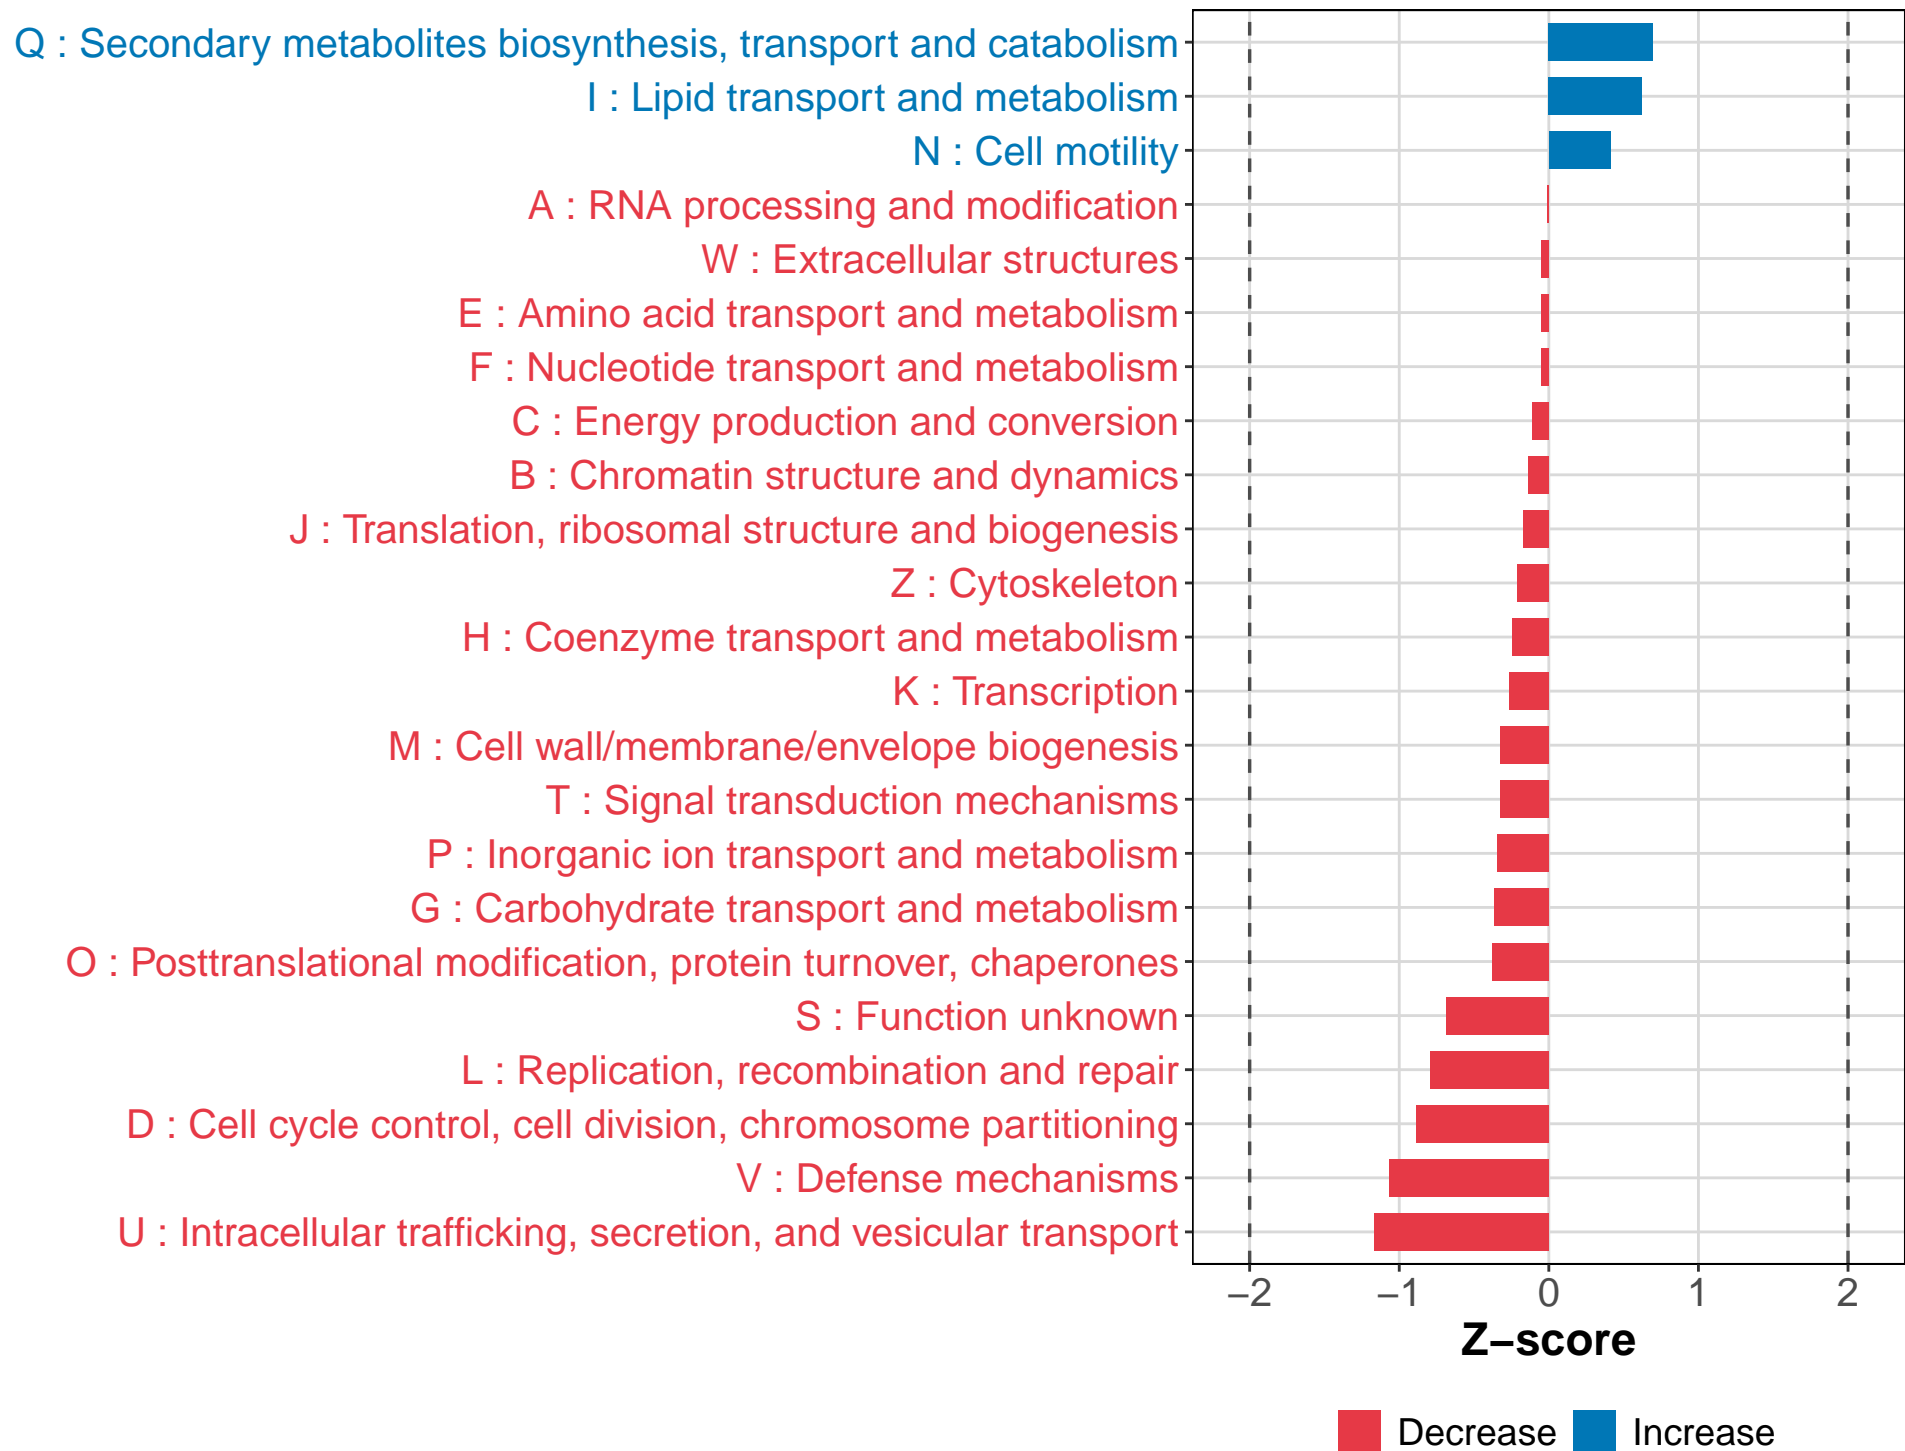 Q : Secondary metabolites biosynthesis, transport and catabolism
I : Lipid transport and metabolism
N : Cell motility
A : RNA processing and modification
W : Extracellular structures
E : Amino acid transport and metabolism
F : Nucleotide transport and metabolism
C : Energy production and conversion
B : Chromatin structure and dynamics
J : Translation, ribosomal structure and biogenesis
Z : Cytoskeleton
H : Coenzyme transport and metabolism
K : Transcription
M : Cell wall/membrane/envelope biogenesis
T : Signal transduction mechanisms
P : Inorganic ion transport and metabolism
G : Carbohydrate transport and metabolism
O : Posttranslational modification, protein turnover, chaperones
S : Function unknown
L : Replication, recombination and repair
D : Cell cycle control, cell division, chromosome partitioning
V : Defense mechanisms
U : Intracellular trafficking, secretion, and vesicular transport
−2 −1 0 1 2
Z−score
Decrease Increase